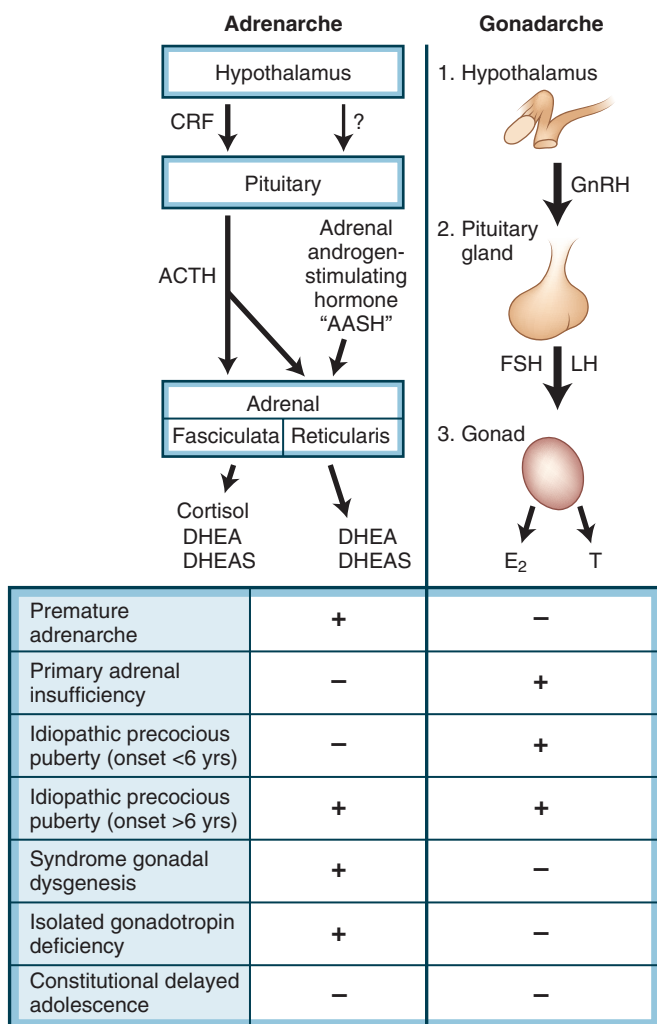 Adrenarche
Hypothalamus
CRF
?
Pituitary
ACTH
Adrenal
androgen-
stimulating
hormone
“AASH”
Adrenal
Fasciculata
Reticularis
Cortisol
DHEA
DHEAS
DHEA
DHEAS
Gonadarche
1. Hypothalamus
GnRH
2. Pituitary
gland
FSH
LH
3. Gonad
E₂
T
Premature
adrenarche
+
–
Primary adrenal
insufficiency
–
+
Idiopathic precocious
puberty (onset <6 yrs)
–
+
Idiopathic precocious
puberty (onset >6 yrs)
+
+
Syndrome gonadal
dysgenesis
+
–
Isolated gonadotropin
deficiency
+
–
Constitutional delayed
adolescence
–
–